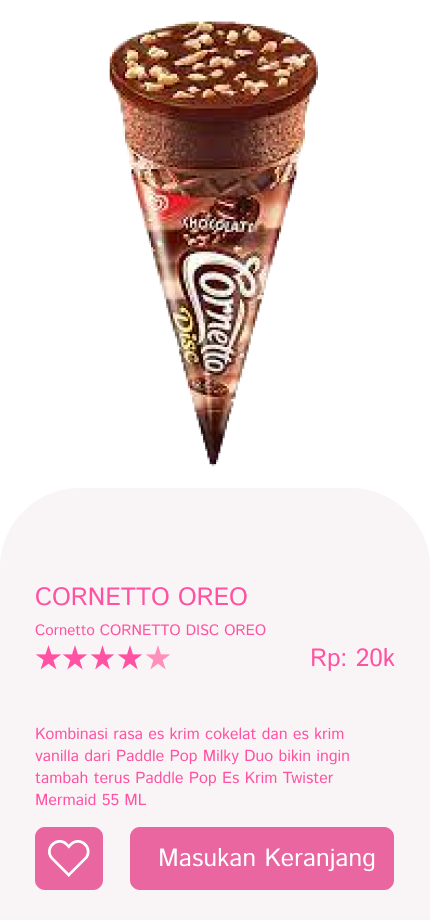 CHOCOLATE
Cornetto
Disc
CORNETTO OREO
Cornetto CORNETTO DISC OREO
Rp: 20k
Kombinasi rasa es krim cokelat dan es krim
vanilla dari Paddle Pop Milky Duo bikin ingin
tambah terus Paddle Pop Es Krim Twister
Mermaid 55 ML
Masukan Keranjang